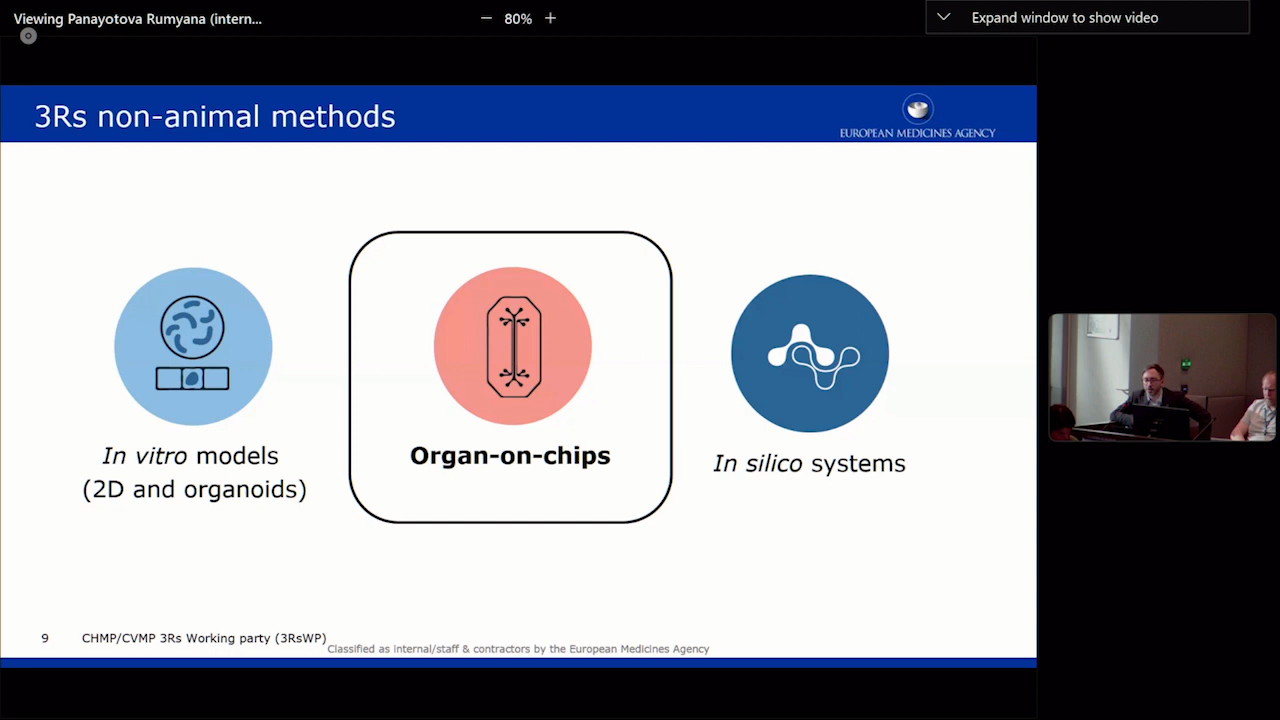 Viewing Panayotova Rumyana (intern...
80%
Expand window to show video
3Rs non-animal methods
EUROPEAN MEDICINES AGENCY
In vitro models
(2D and organoids)
Organ-on-chips
In silico systems
9 CHMP/CVMP 3Rs Working party (3RsWP)
Classified as internal/staff & contractors by the European Medicines Agency